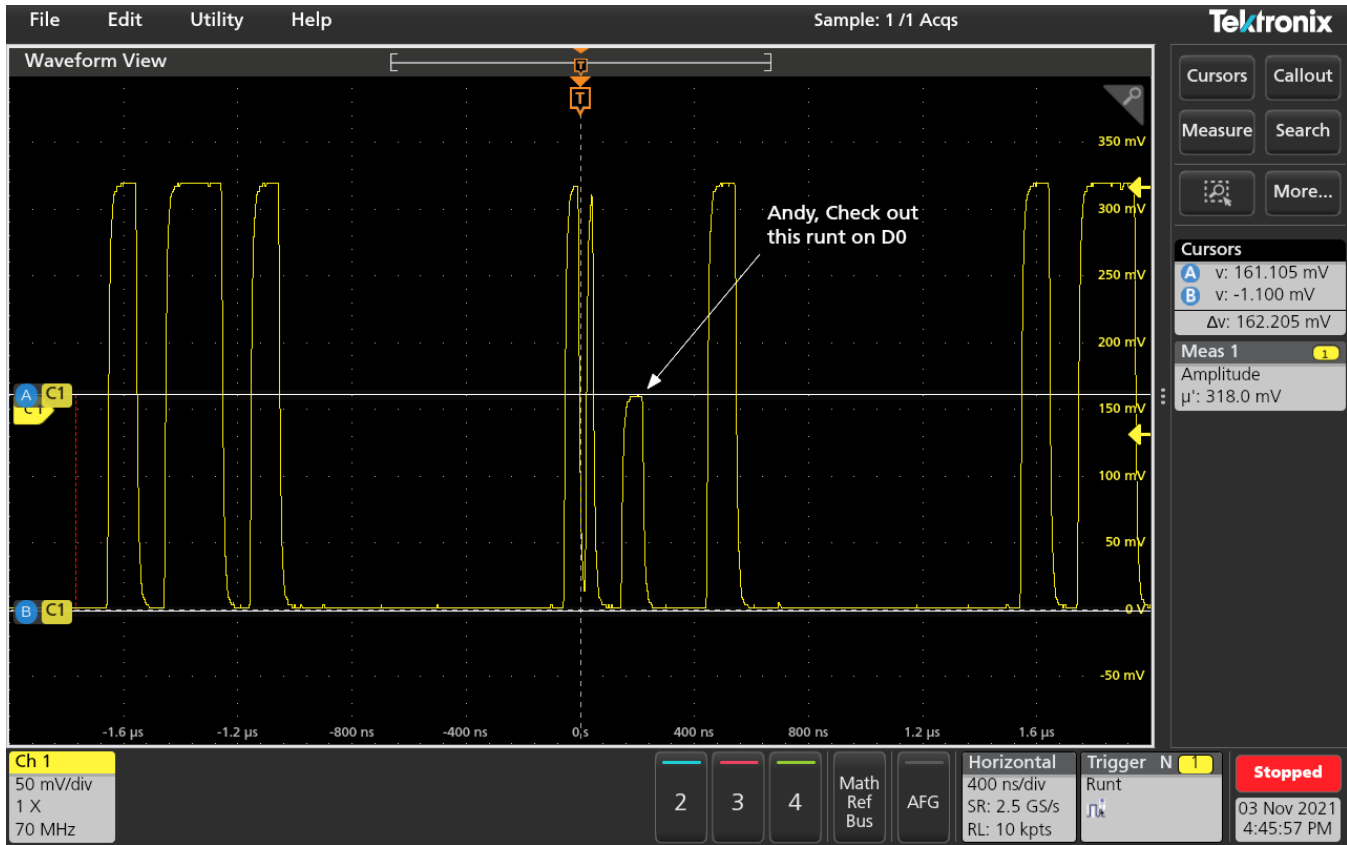 File Edit Utility Help Sample: 1 /1 Acqs Tektronix
Waveform View
T
T
Cursors Callout
Measure Search
More...
350 mV
300 mV
250 mV
200 mV
150 mV
100 mV
50 mV
0 V
-50 mV
Andy, Check out
this runt on D0
A C1
C1
B C1
-1.6 µs -1.2 µs -800 ns -400 ns 0 s 400 ns 800 ns 1.2 µs 1.6 µs
Cursors
A v: 161.105 mV
B v: -1.100 mV
Δv: 162.205 mV
Meas 1 1
Amplitude
µ': 318.0 mV
Ch 1
50 mV/div
1 X
70 MHz
2 3 4
Math
Ref
Bus
AFG
Horizontal
400 ns/div
SR: 2.5 GS/s
RL: 10 kpts
Trigger N 1
Runt
Stopped
03 Nov 2021
4:45:57 PM